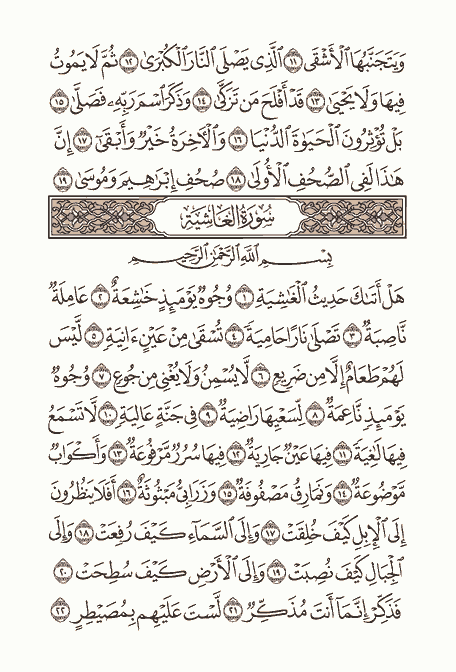 وَيَتَجَنَّبُهَا ٱلْأَشْقَى ١١ ٱلَّذِى يَصْلَى ٱلنَّارَ ٱلْكُبْرَىٰ ١٢ ثُمَّ لَا يَمُوتُ
فِيهَا وَلَا يَحْيَىٰ ١٣ قَدْ أَفْلَحَ مَن تَزَكَّىٰ ١٤ وَذَكَرَ ٱسْمَ رَبِّهِۦ فَصَلَّىٰ ١٥
بَلْ تُؤْثِرُونَ ٱلْحَيَوٰةَ ٱلدُّنْيَا ١٦ وَٱلْـَٔاخِرَةُ خَيْرٌ وَأَبْقَىٰٓ ١٧ إِنَّ
هَٰذَا لَفِى ٱلصُّحُفِ ٱلْأُولَىٰ ١٨ صُحُفِ إِبْرَٰهِيمَ وَمُوسَىٰ ١٩
سُورَةُ الغَاشِيَةِ
بِسْمِ ٱللَّهِ ٱلرَّحْمَٰنِ ٱلرَّحِيمِ
هَلْ أَتَىٰكَ حَدِيثُ ٱلْغَٰشِيَةِ ١ وُجُوهٌ يَوْمَئِذٍ خَٰشِعَةٌ ٢ عَامِلَةٌ
نَّاصِبَةٌ ٣ تَصْلَىٰ نَارًا حَامِيَةً ٤ تُسْقَىٰ مِنْ عَيْنٍ ءَانِيَةٍ ٥ لَّيْسَ
لَهُمْ طَعَامٌ إِلَّا مِن ضَرِيعٍ ٦ لَّا يُسْمِنُ وَلَا يُغْنِى مِن جُوعٍ ٧ وُجُوهٌ
يَوْمَئِذٍ نَّاعِمَةٌ ٨ لِّسَعْيِهَا رَاضِيَةٌ ٩ فِى جَنَّةٍ عَالِيَةٍ ١٠ لَّا تَسْمَعُ
فِيهَا لَٰغِيَةً ١١ فِيهَا عَيْنٌ جَارِيَةٌ ١٢ فِيهَا سُرُرٌ مَّرْفُوعَةٌ ١٣ وَأَكْوَابٌ
مَّوْضُوعَةٌ ١٤ وَنَمَارِقُ مَصْفُوفَةٌ ١٥ وَزَرَابِىُّ مَبْثُوثَةٌ ١٦ أَفَلَا يَنظُرُونَ
إِلَى ٱلْإِبِلِ كَيْفَ خُلِقَتْ ١٧ وَإِلَى ٱلسَّمَآءِ كَيْفَ رُفِعَتْ ١٨ وَإِلَى
ٱلْجِبَالِ كَيْفَ نُصِبَتْ ١٩ وَإِلَى ٱلْأَرْضِ كَيْفَ سُطِحَتْ ٢٠
فَذَكِّرْ إِنَّمَآ أَنتَ مُذَكِّرٌ ٢١ لَّسْتَ عَلَيْهِم بِمُصَيْطِرٍ ٢٢